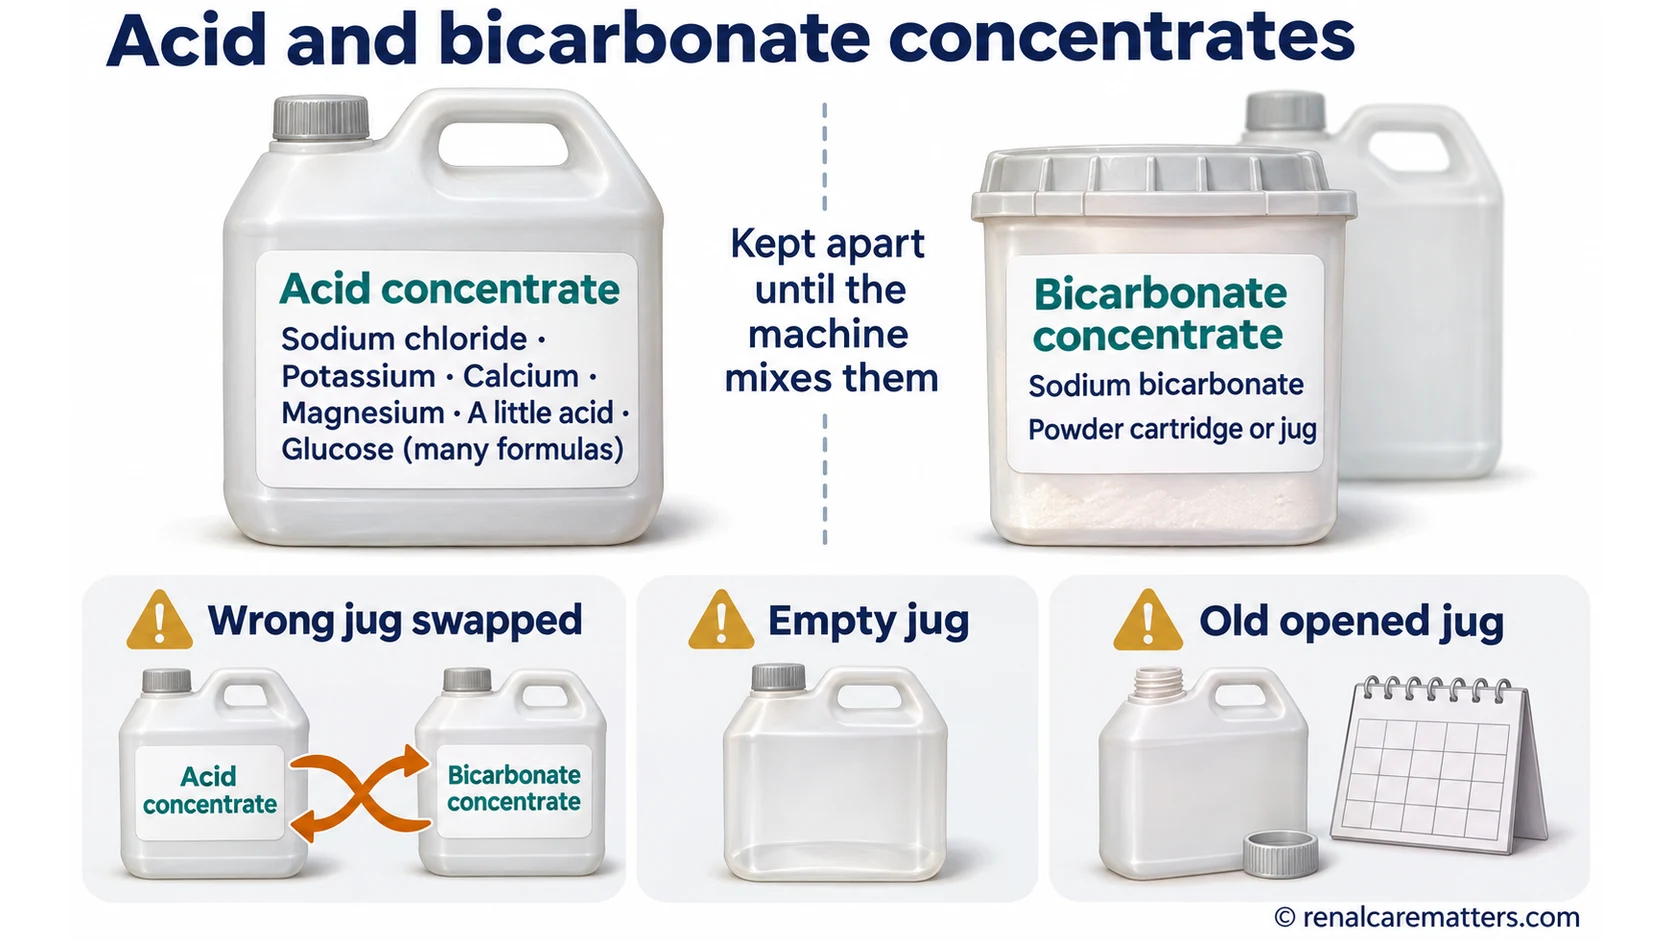 Acid and bicarbonate concentrates
Acid concentrate
Sodium chloride ·
Potassium · Calcium ·
Magnesium · A little acid ·
Glucose (many formulas)
Kept apart
until the
machine
mixes them
Bicarbonate
concentrate
Sodium bicarbonate
Powder cartridge or jug
Wrong jug swapped
Acid
concentrate
Bicarbonate
concentrate
Empty jug
Old opened jug
© renalcarematters.com